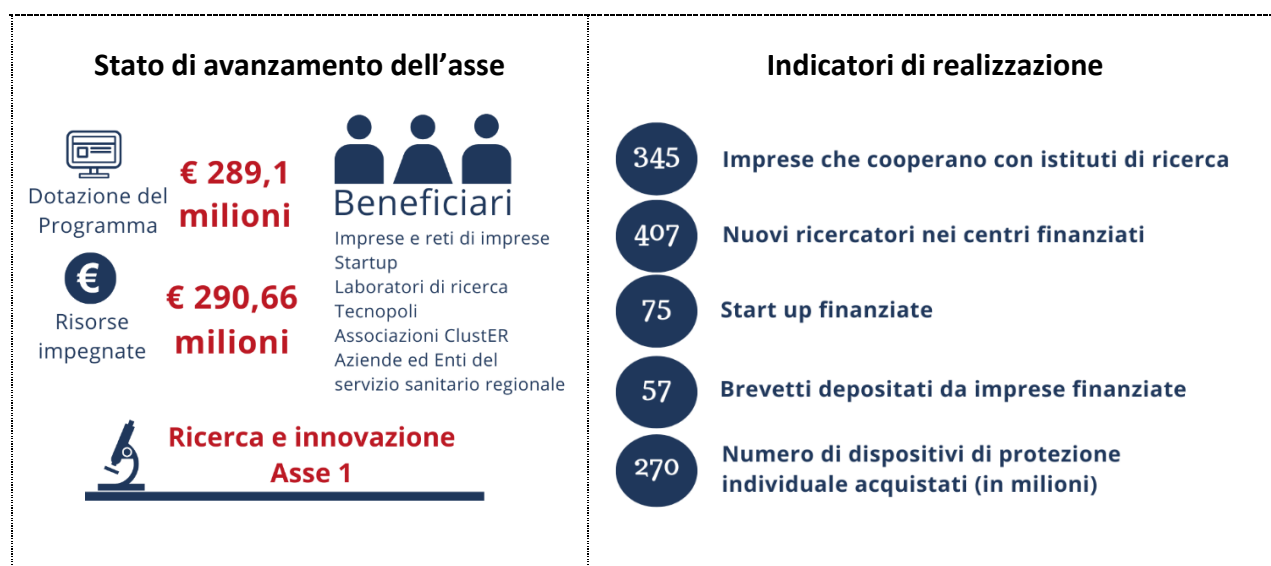 Stato di avanzamento dell’asse
Dotazione del
Programma
€ 289,1
milioni
€
Risorse
impegnate
€ 290,66
milioni
Beneficiari
Imprese e reti di imprese
Startup
Laboratori di ricerca
Tecnopoli
Associazioni ClustER
Aziende ed Enti del
servizio sanitario regionale
Ricerca e innovazione
Asse 1
Indicatori di realizzazione
345 Imprese che cooperano con istituti di ricerca
407 Nuovi ricercatori nei centri finanziati
75 Start up finanziate
57 Brevetti depositati da imprese finanziate
270 Numero di dispositivi di protezione
individuale acquistati (in milioni)